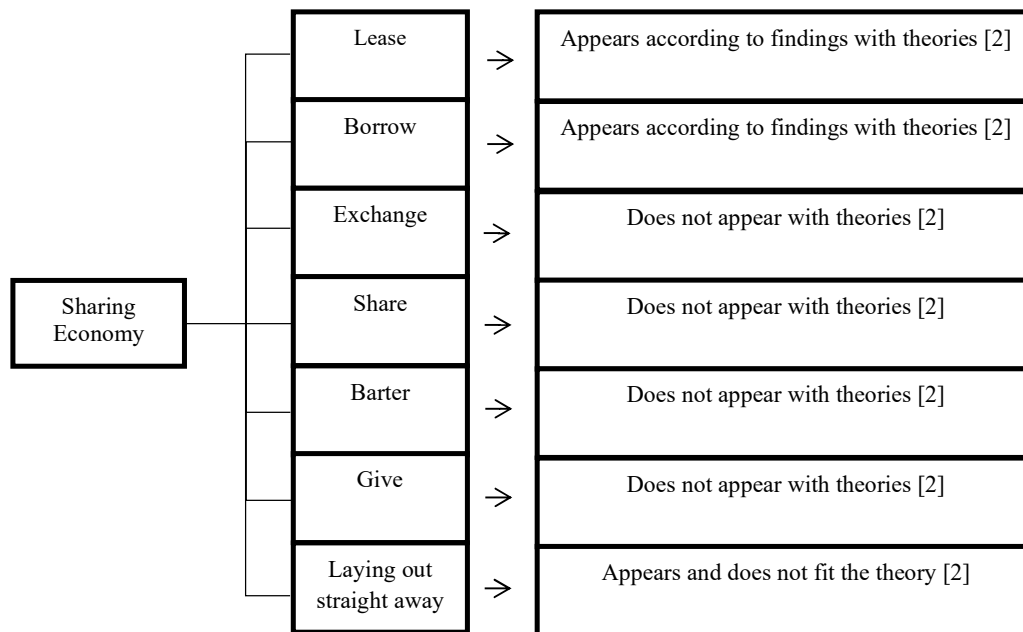 Sharing
Economy
Lease
Appears according to findings with theories [2]
Borrow
Appears according to findings with theories [2]
Exchange
Does not appear with theories [2]
Share
Does not appear with theories [2]
Barter
Does not appear with theories [2]
Give
Does not appear with theories [2]
Laying out
straight away
Appears and does not fit the theory [2]